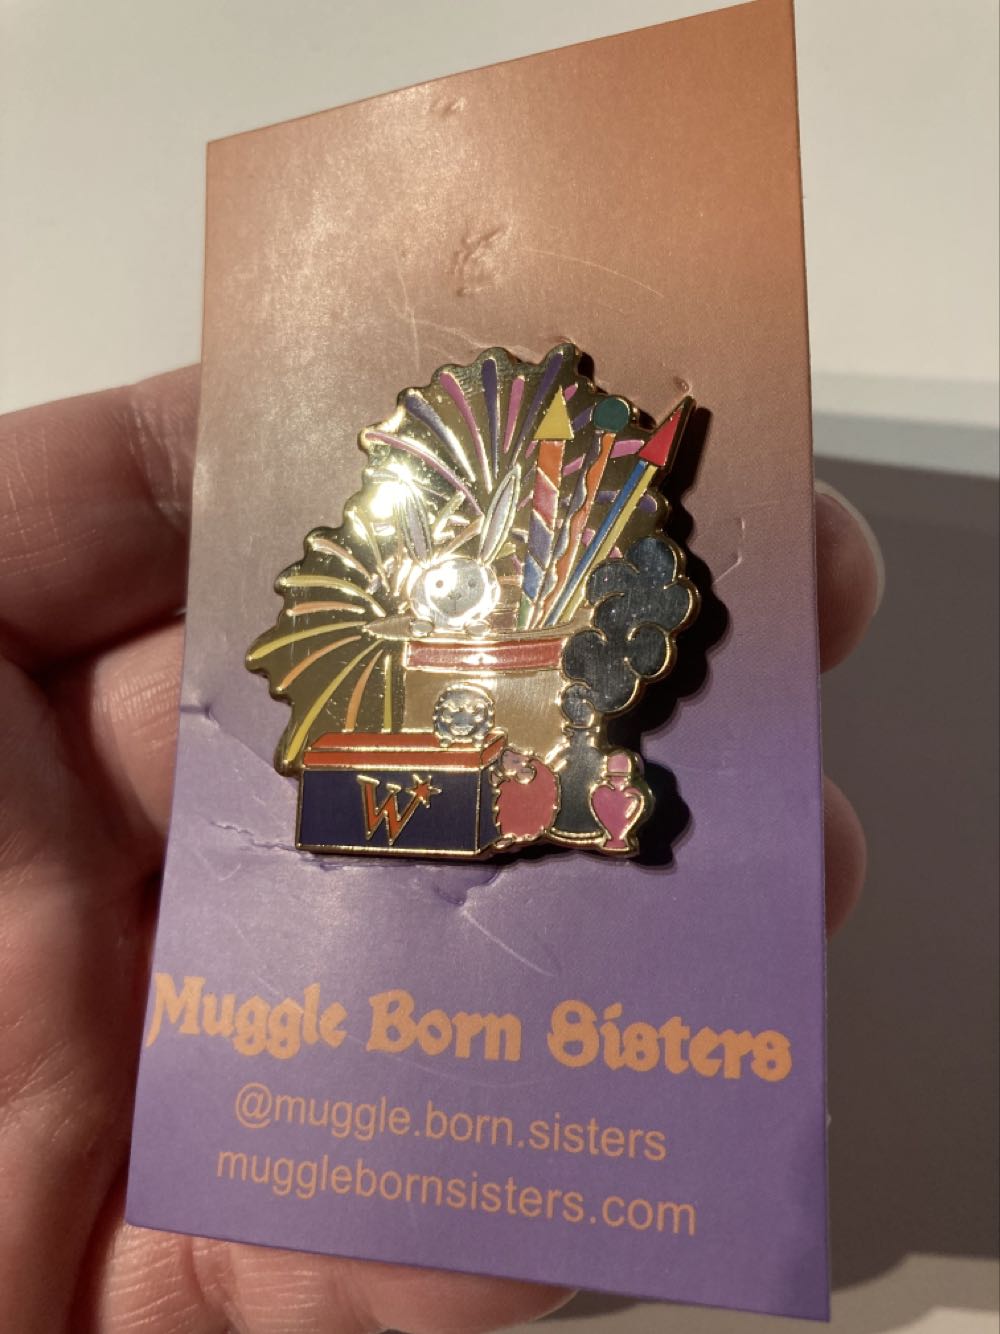 W
Muggle Born Sisters
@muggle.born.sisters
mugglebornsisters.com